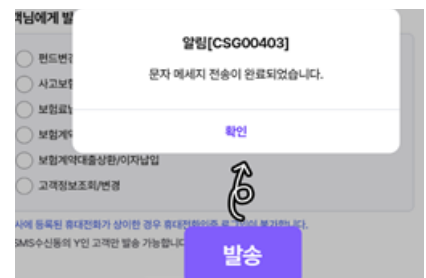 객님에게 발
알림[CSG00403]
문자 메세지 전송이 완료되었습니다.
펀드변경
사고보험
보험료납
보험계약
확인
보험계약대출상환/이자납입
고객정보조회/변경
사에 등록된 휴대전화가 상이한 경우 휴대전화인증 로그인이 불가합니다.
SMS수신동의 Y인 고객만 발송 가능합니다
발송